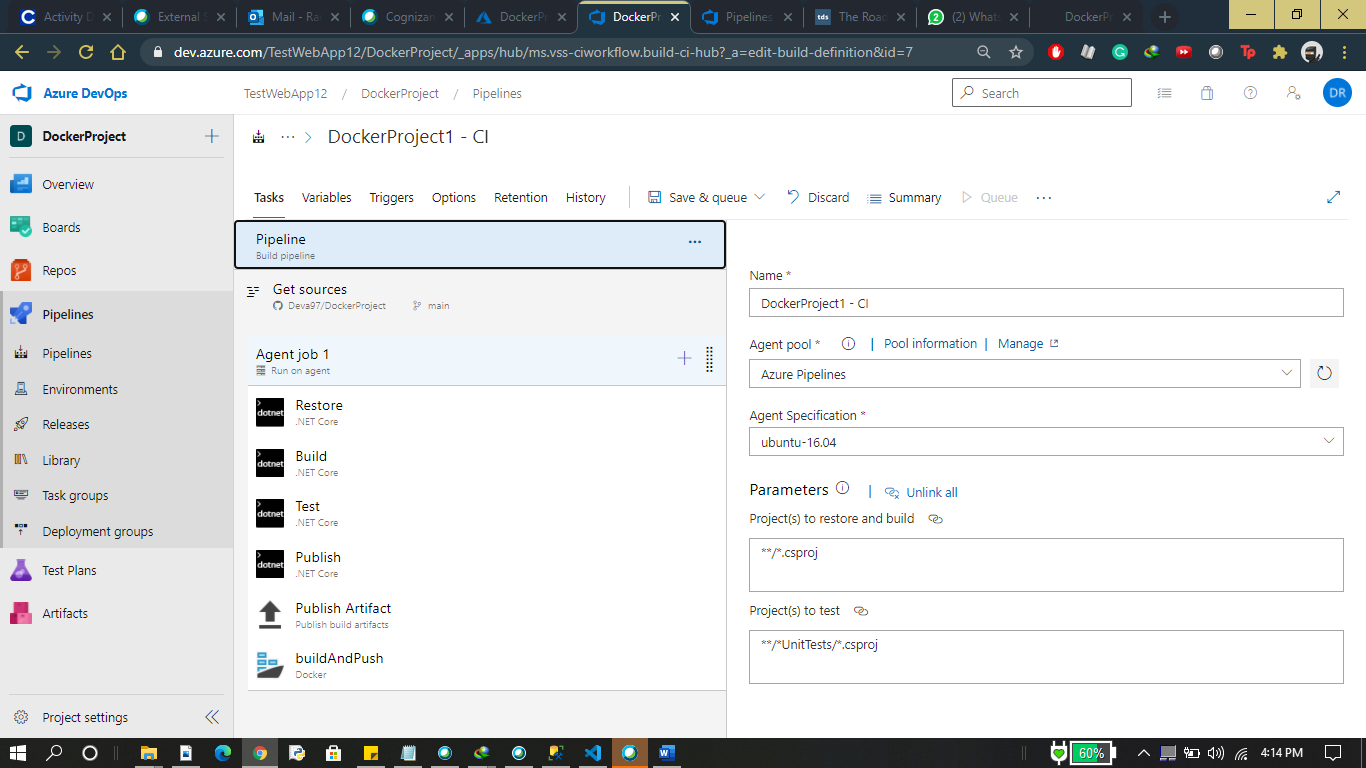 Activity D
External S
Mail - Ra
Cognizan
DockerPr
DockerPr
Pipelines
The Road
(2) Whats
DockerPr
dev.azure.com/TestWebApp12/DockerProject/_apps/hub/ms.vss-ciworkflow.build-ci-hub?_a=edit-build-definition&id=7
Azure DevOps
TestWebApp12 / DockerProject / Pipelines
Search
DR
D DockerProject
DockerProject1 - CI
Overview
Boards
Repos
Pipelines
Pipelines
Environments
Releases
Library
Task groups
Deployment groups
Test Plans
Artifacts
Project settings
Tasks Variables Triggers Options Retention History Save & queue Discard Summary Queue
Pipeline
Build pipeline
Get sources
Deva97/DockerProject main
Agent job 1
Run on agent
dotnet Restore
.NET Core
dotnet Build
.NET Core
dotnet Test
.NET Core
dotnet Publish
.NET Core
Publish Artifact
Publish build artifacts
buildAndPush
Docker
Name *
DockerProject1 - CI
Agent pool * | Pool information | Manage
Azure Pipelines
Agent Specification *
ubuntu-16.04
Parameters | Unlink all
Project(s) to restore and build
**/*.csproj
Project(s) to test
**/*UnitTests/*.csproj
60%
4:14 PM